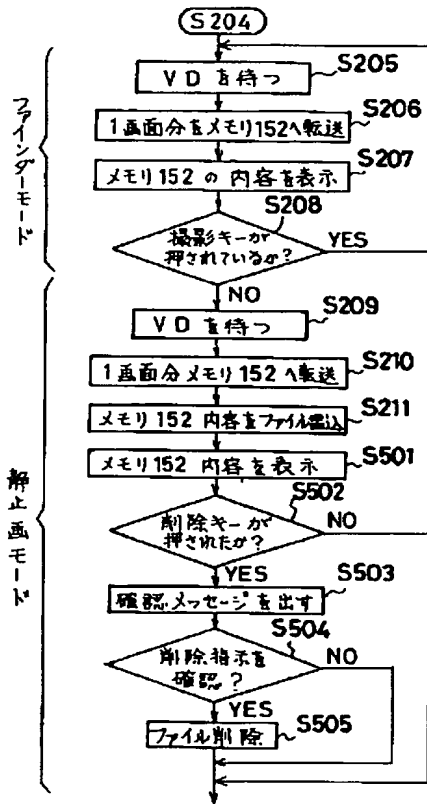 S204
VDを待つ
S205
1画面分をメモリ152へ転送
S206
メモリ152の内容を表示
S207
撮影キーが
押されているか?
S208
YES
NO
ファインダーモード
VDを待つ
S209
1画面分メモリ152へ転送
S210
メモリ152内容をファイル書込
S211
メモリ152内容を表示
S501
削除キーが
押されたか?
S502
NO
YES
確認メッセージを出す
S503
削除指示を
確認?
S504
NO
YES
ファイル削除
S505
静止画モード